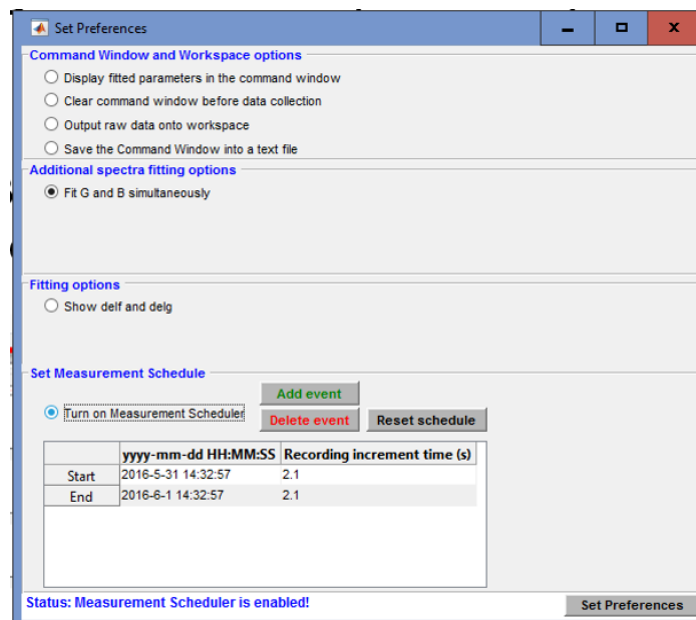 Set Preferences
Command Window and Workspace options
Display fitted parameters in the command window
Clear command window before data collection
Output raw data onto workspace
Save the Command Window into a text file
Additional spectra fitting options
Fit G and B simultaneously
Fitting options
Show delf and delg
Set Measurement Schedule
Add event
Turn on Measurement Scheduler
Delete event Reset schedule
yyyy-mm-dd HH:MM:SS Recording increment time (s)
Start 2016-5-31 14:32:57 2.1
End 2016-6-1 14:32:57 2.1
Status: Measurement Scheduler is enabled! Set Preferences